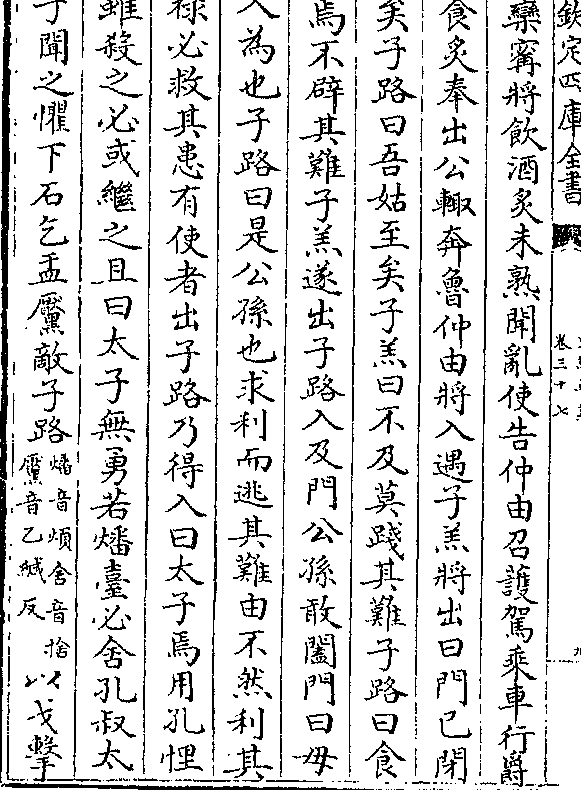 欽定四庫全書
卷三十七
九
欒甯將飲酒炙未熟聞亂使告仲由召護駕乗車行爵
食炙奉出公輙奔魯仲由將入遇子羔將出曰門已閉
矣子路曰吾姑至矣子羔曰不及莫踐其難子路曰食
焉不辟其難子羔遂出子路入及門公孫敢闔門曰毋
入為也子路曰是公孫也求利而逃其難由不然利其
祿必救其患有使者出子路乃得入曰太子焉用孔悝
雖殺之必或繼之且曰太子無勇若燔臺必舍孔叔太
子聞之懼下石乞盂黶敵子路燔音煩舍音捨黶音乙緘反以戈擊